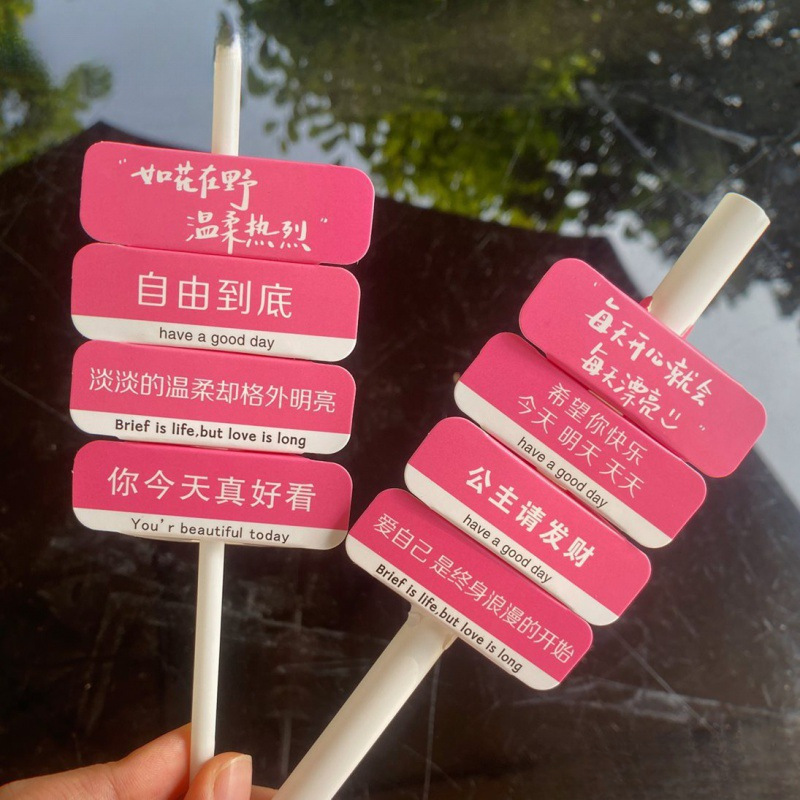 "如花在野
温柔热烈"
自由到底
have a good day
淡淡的温柔却格外明亮
Brief is life,but love is long
你今天真好看
You'r beautiful today
"每天开心就会
每天漂亮"
希望你快乐
今天 明天 天天
have a good day
公主请发财
have a good day
爱自己是终身浪漫的开始
Brief is life,but love is long